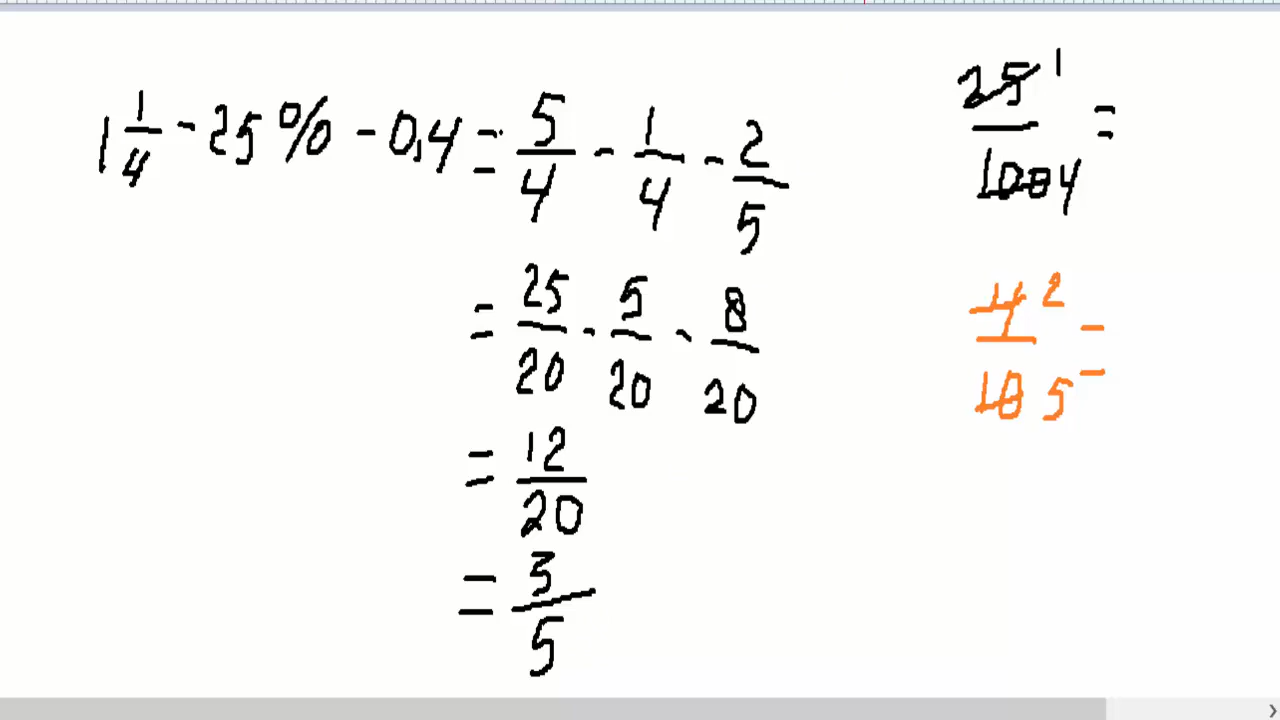 1 1/4 - 25% - 0,4 = 5/4 - 1/4 - 2/5
= 25/20 - 5/20 - 8/20
= 12/20
= 3/5
25 1
100 4 =
4 2
10 5 =